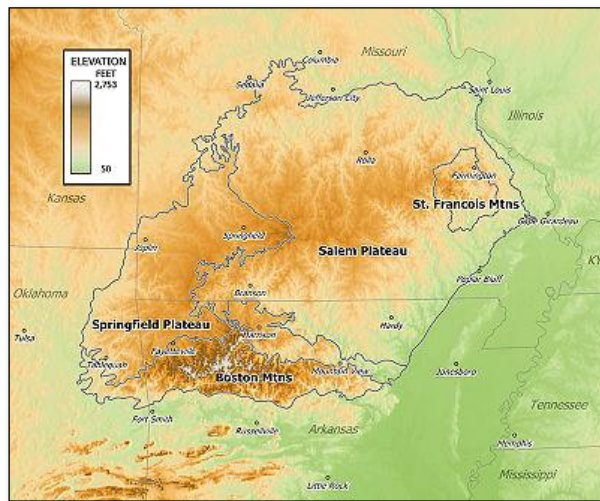 Missouri
Columbia
ELEVATION
FEET
2,753
50
Sedalia
Jefferson City
Saint Louis
Illinois
Rolla
Farmington
Kansas
St. Francois Mtns
Cape Girardeau
Springfield
Joplin
Salem Plateau
KY
Poplar Bluff
Oklahoma
Branson
Springfield Plateau
Hardy
Harrison
Tulsa
Fayetteville
Tahlequah
Boston Mtns
Mountain View
Jonesboro
Tennessee
Fort Smith
Russellville
Arkansas
Memphis
Mississippi
Little Rock